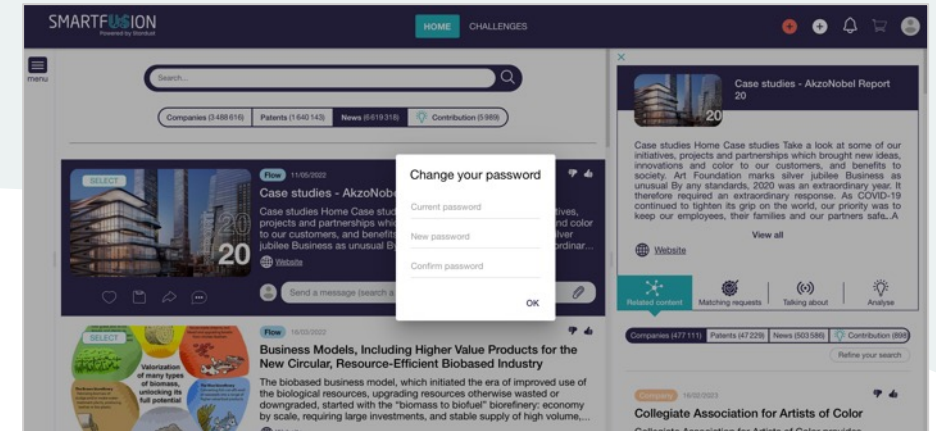 SMARTFUSION
Powered by Stardust
HOME
CHALLENGES
menu
Search...
Companies (3 488 616)
Patents (1 640 143)
News (6 619 318)
Contribution (5 989)
SELECT
20
20
Flow 11/05/2022
Case studies - AkzoNobe
Case studies Home Case stud
projects and partnerships whic
to our customers, and benefits
jubilee Business as unusual By
tives,
nd color
lver
ordinar...
Website
Send a message (search a
Change your password
Current password
New password
Confirm password
OK
SELECT
Valorization
of many types
of biomass,
unlocking its
full potential
Flow 16/03/2022
Business Models, Including Higher Value Products for the
New Circular, Resource-Efficient Biobased Industry
The biobased business model, which initiated the era of improved use of
the biological resources, upgrading resources otherwise wasted or
downgraded, started with the "biomass to biofuel" biorefinery: economy
by scale, requiring large investments, and stable supply of high volume,...
20
Case studies - AkzoNobel Report
20
Case studies Home Case studies Take a look at some of our
initiatives, projects and partnerships which brought new ideas,
innovations and color to our customers, and benefits to
society. Art Foundation marks silver jubilee Business as
unusual By any standards, 2020 was an extraordinary year. It
therefore required an extraordinary response. As COVID-19
continued to tighten its grip on the world, our priority was to
keep our employees, their families and our partners safe...A
View all
Website
Related content
Matching requests
Talking about
Analyse
Companies (477 111)
Patents (47 229)
News (503 586)
Contribution (898)
Refine your search
Company 16/02/2023
Collegiate Association for Artists of Color
Collegiate Association for Artists of Color provides